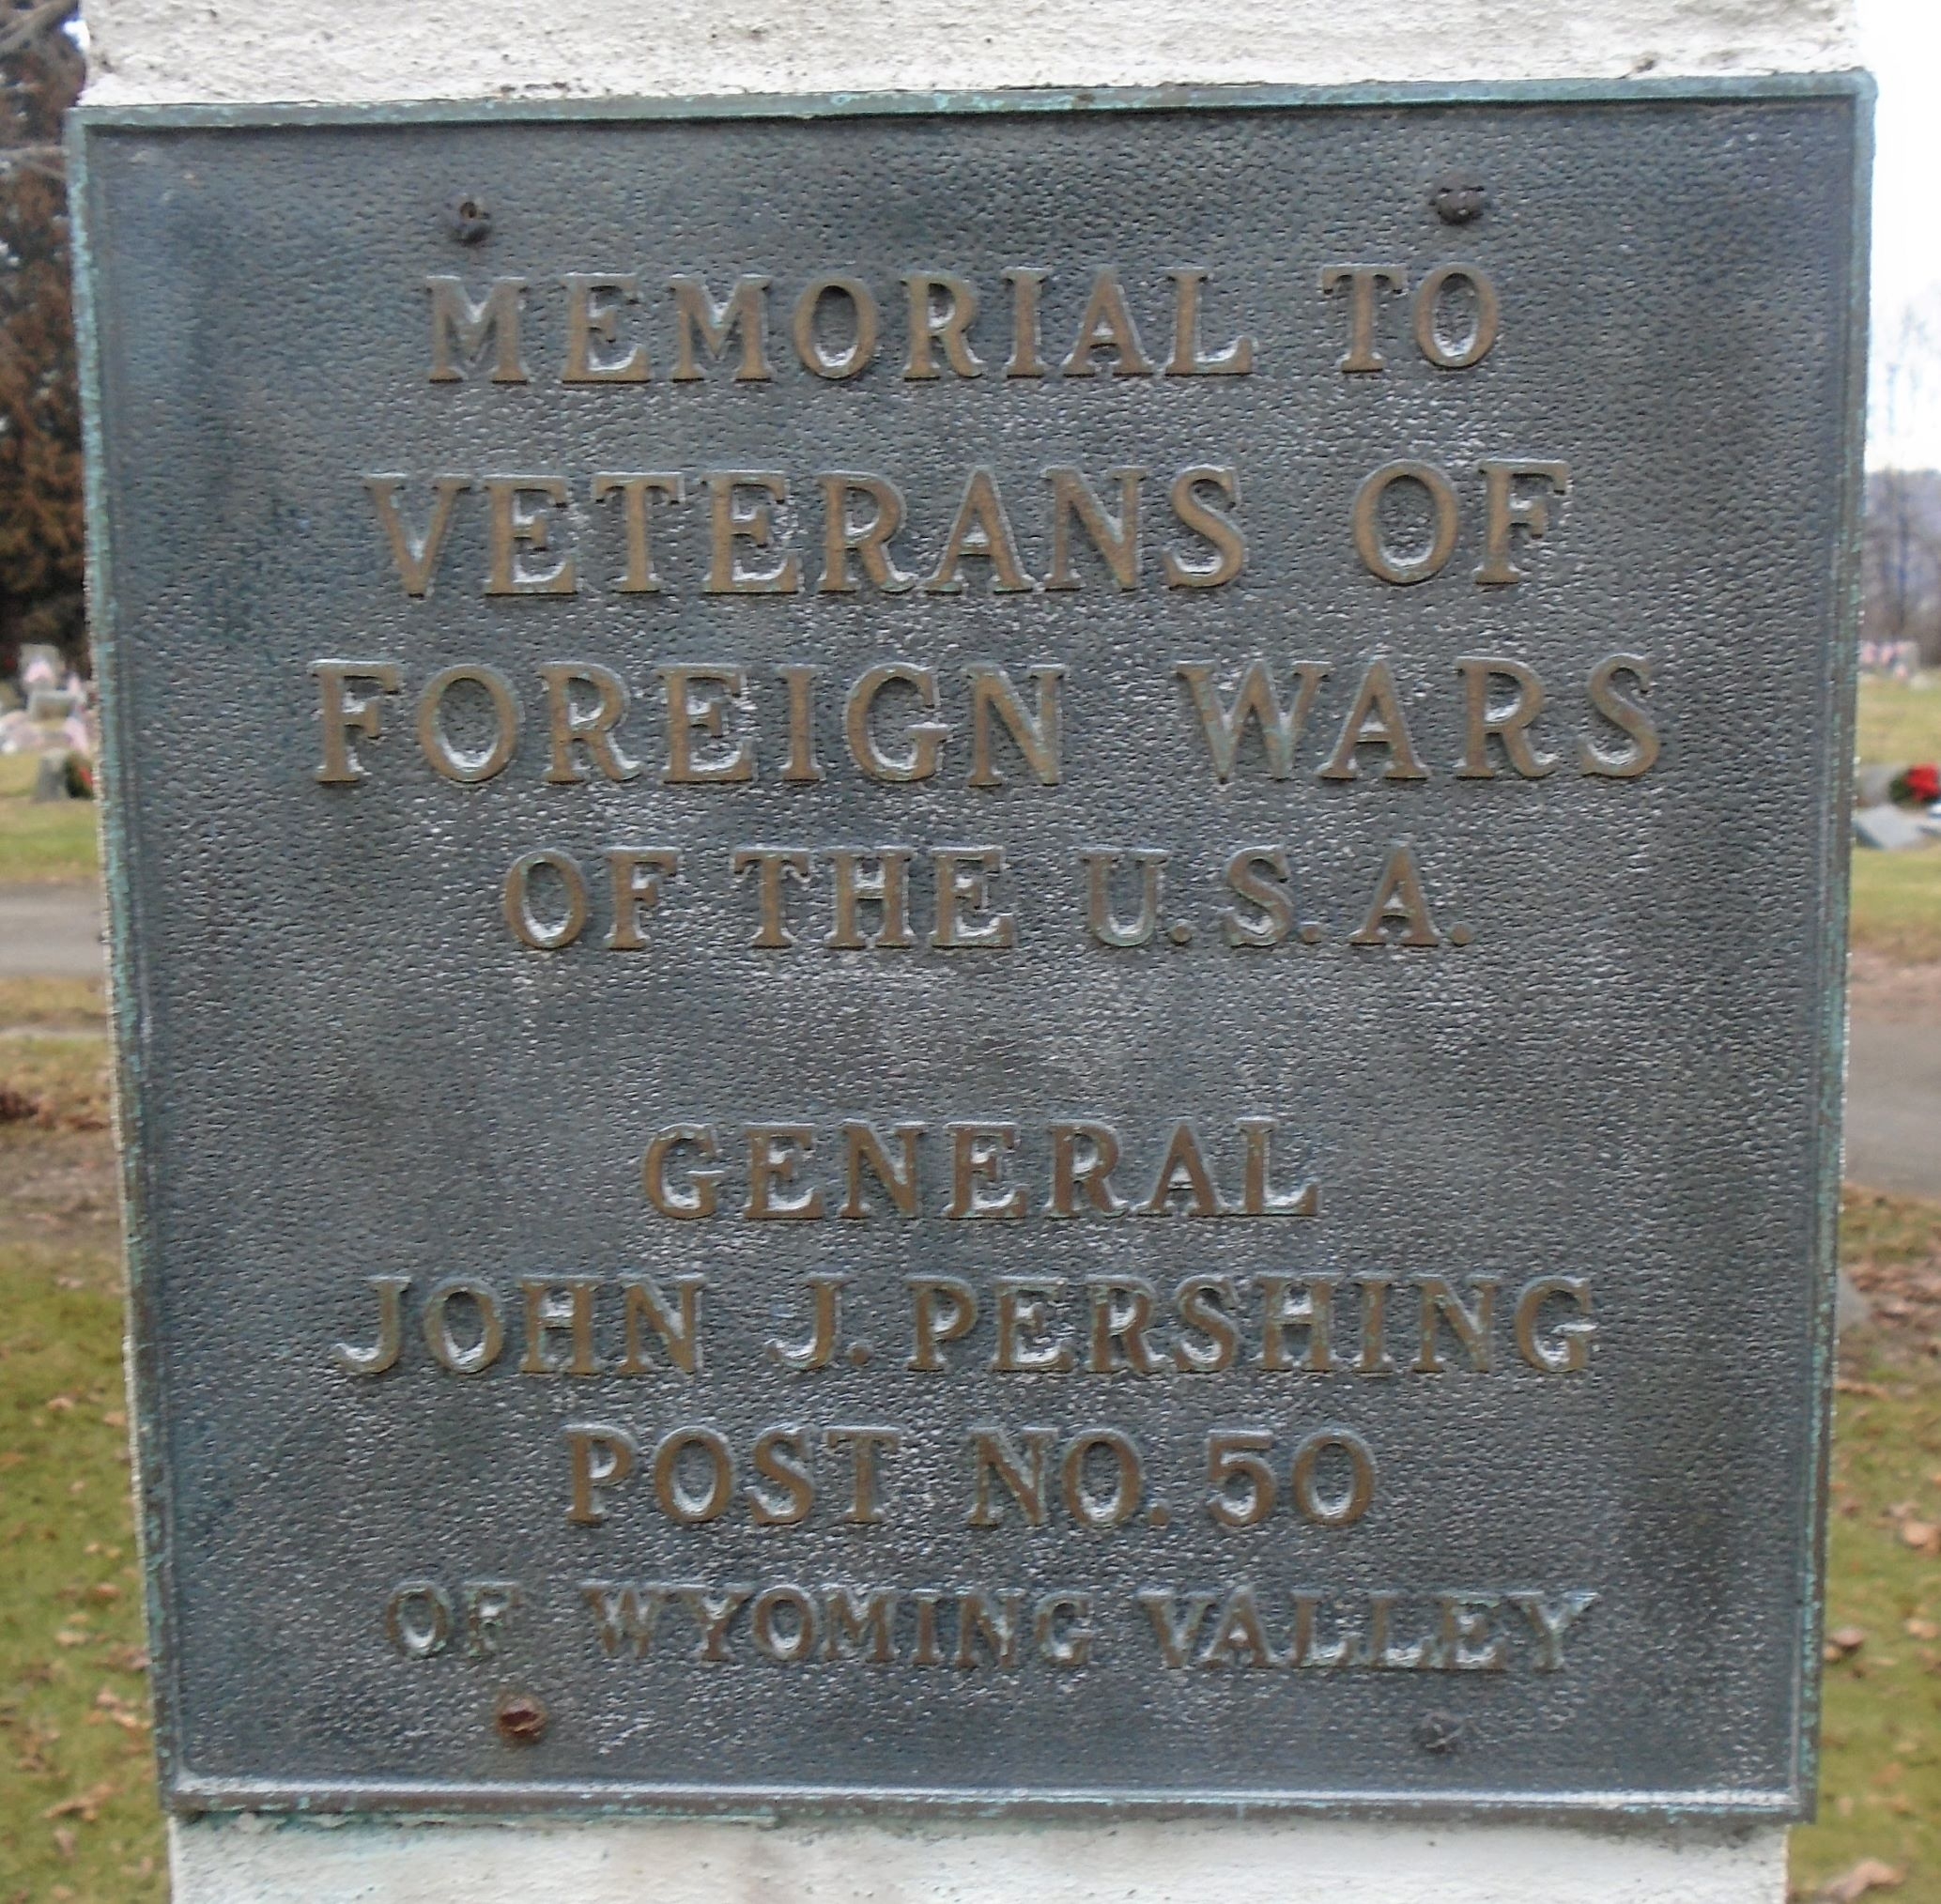 MEMORIAL TO
VETERANS OF
FOREIGN WARS
OF THE U.S.A.
GENERAL
JOHN J. PERSHING
POST NO. 50
OF WYOMING VALLEY